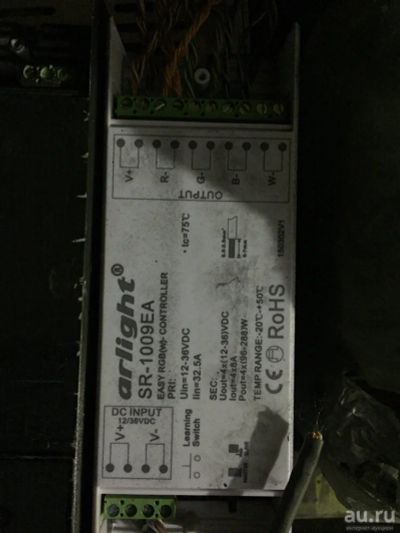 OUTPUT
V+ R- G- B- W-
arlight®
SR-1009EA
EASY RGB(W)-CONTROLLER
PRI:
Uin=12-36VDC
Iin=32.5A
• tc=75℃
SEC:
Uout=4x(12-36)VDC
Iout=4x8A
Pout=4x(96-288)W
TEMP RANGE:-20℃-+50℃
CE RoHS
DC INPUT
12/36VDC
V+ V-
Learning
Switch
au.ru